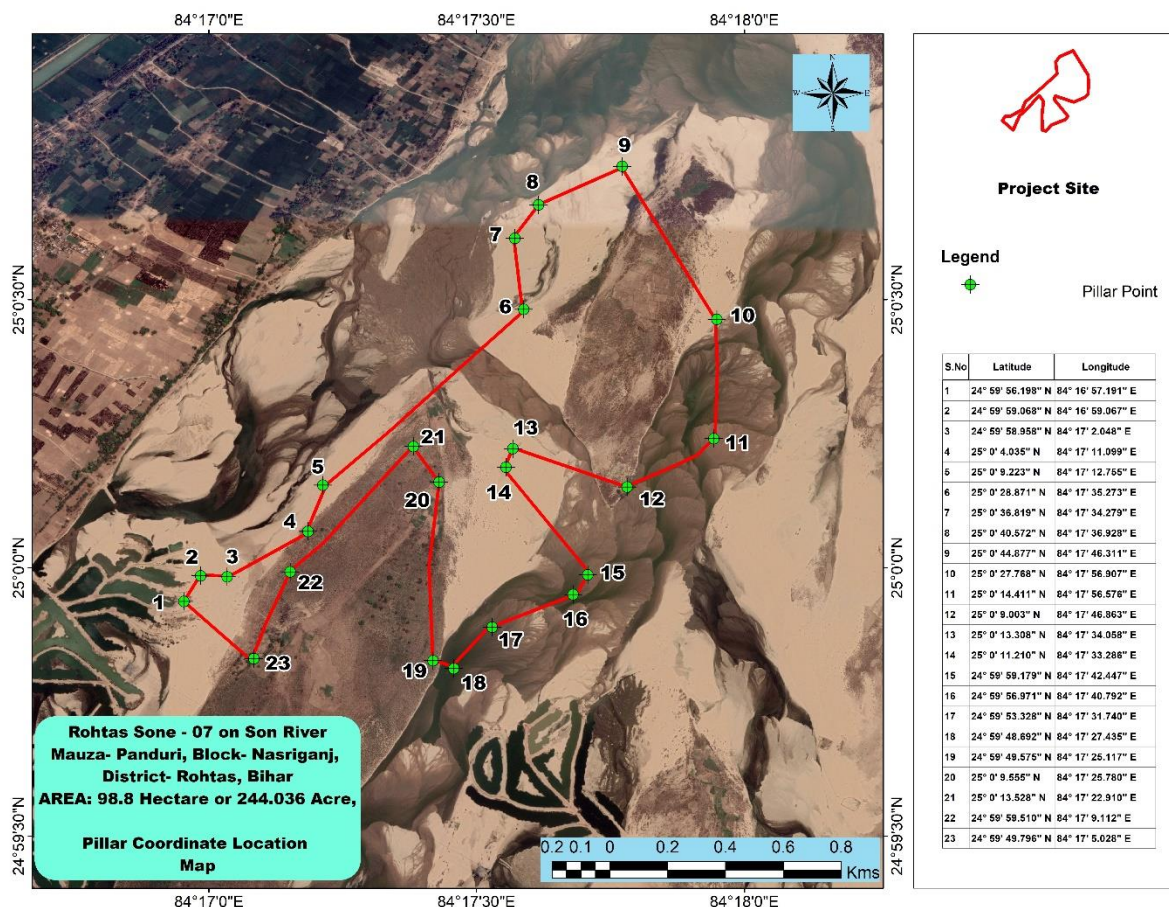 84°17'0"E 84°17'30"E 84°18'0"E
N
W E
S
9
8
7
6
10
21
13
11
5
14
12
20
4
2 3
22
15
1
16
17
23
19
18
25°0'30"N
25°0'0"N
24°59'30"N
25°0'30"N
25°0'0"N
24°59'30"N
Rohtas Sone - 07 on Son River
Mauza- Panduri, Block- Nasriganj,
District- Rohtas, Bihar
AREA: 98.8 Hectare or 244.036 Acre,
Pillar Coordinate Location
Map
0.2 0.1 0 0.2 0.4 0.6 0.8
Kms
84°17'0"E 84°17'30"E 84°18'0"E
Project Site
Legend
Pillar Point
S.No Latitude Longitude
1 24° 59' 56.198" N 84° 16' 57.191" E
2 24° 59' 59.068" N 84° 16' 59.067" E
3 24° 59' 58.958" N 84° 17' 2.048" E
4 25° 0' 4.035" N 84° 17' 11.099" E
5 25° 0' 9.223" N 84° 17' 12.755" E
6 25° 0' 28.871" N 84° 17' 35.273" E
7 25° 0' 36.819" N 84° 17' 34.279" E
8 25° 0' 40.572" N 84° 17' 36.928" E
9 25° 0' 44.877" N 84° 17' 46.311" E
10 25° 0' 27.768" N 84° 17' 56.907" E
11 25° 0' 14.411" N 84° 17' 56.576" E
12 25° 0' 9.003" N 84° 17' 46.863" E
13 25° 0' 13.308" N 84° 17' 34.058" E
14 25° 0' 11.210" N 84° 17' 33.286" E
15 24° 59' 59.179" N 84° 17' 42.447" E
16 24° 59' 56.971" N 84° 17' 40.792" E
17 24° 59' 53.328" N 84° 17' 31.740" E
18 24° 59' 48.692" N 84° 17' 27.435" E
19 24° 59' 49.575" N 84° 17' 25.117" E
20 25° 0' 9.555" N 84° 17' 25.780" E
21 25° 0' 13.528" N 84° 17' 22.910" E
22 24° 59' 59.510" N 84° 17' 9.112" E
23 24° 59' 49.796" N 84° 17' 5.028" E